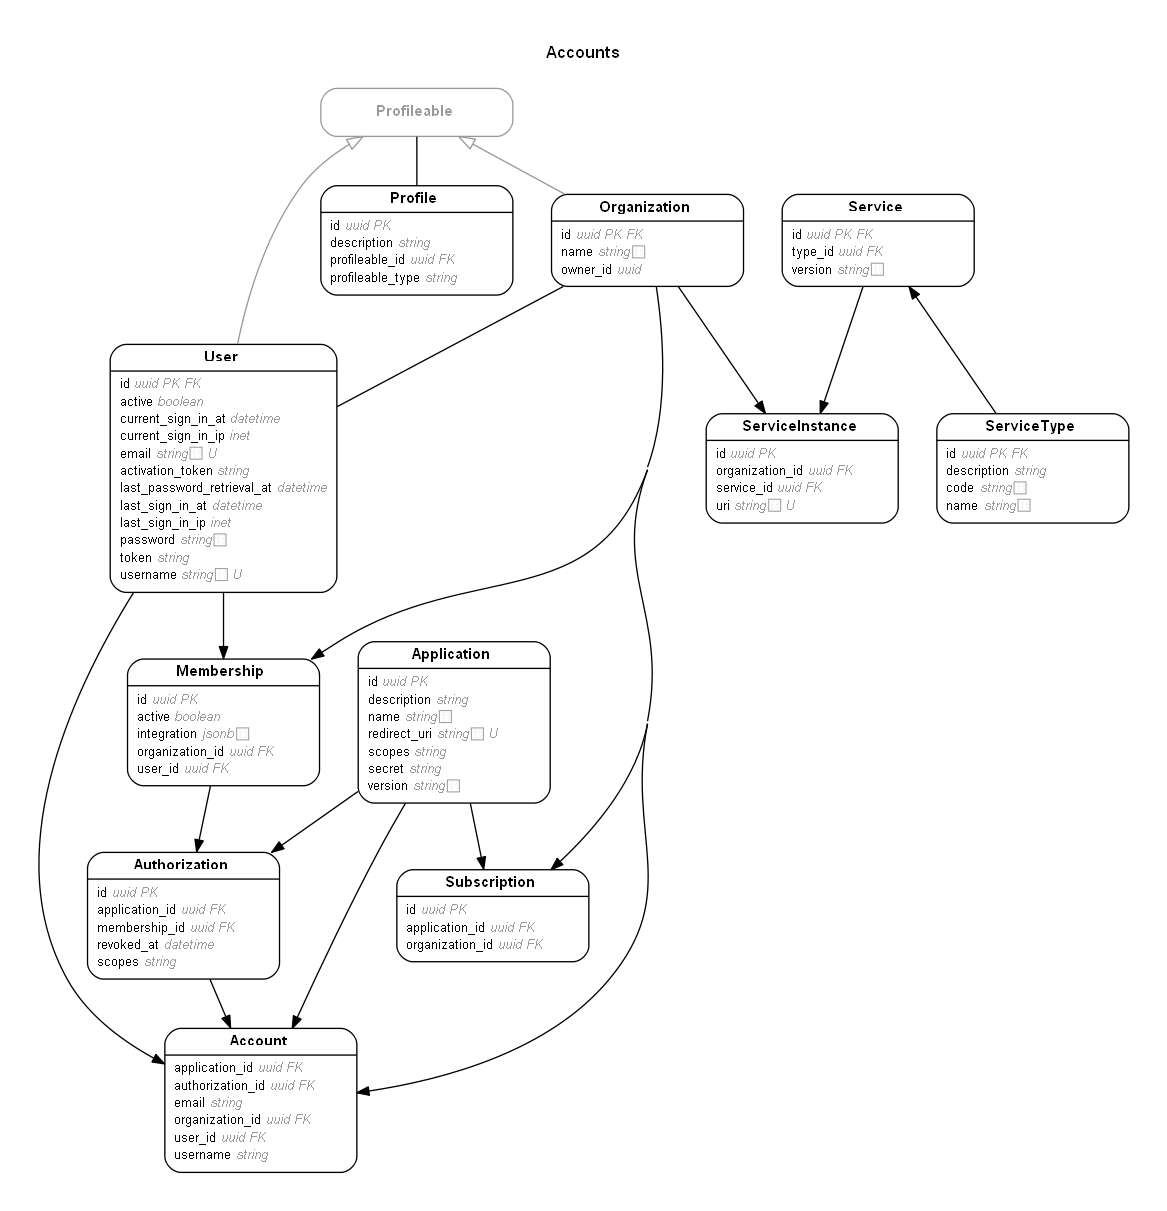 Accounts
Profileable
Profile
id uuid PK
description string
profileable_id uuid FK
profileable_type string
Organization
id uuid PK FK
name string
owner_id uuid
Service
id uuid PK FK
type_id uuid FK
version string
User
id uuid PK FK
active boolean
current_sign_in_at datetime
current_sign_in_ip inet
email string U
activation_token string
last_password_retrieval_at datetime
last_sign_in_at datetime
last_sign_in_ip inet
password string
token string
username string U
ServiceInstance
id uuid PK
organization_id uuid FK
service_id uuid FK
uri string U
ServiceType
id uuid PK FK
description string
code string
name string
Membership
id uuid PK
active boolean
integration jsonb
organization_id uuid FK
user_id uuid FK
Application
id uuid PK
description string
name string
redirect_uri string U
scopes string
secret string
version string
Authorization
id uuid PK
application_id uuid FK
membership_id uuid FK
revoked_at datetime
scopes string
Subscription
id uuid PK
application_id uuid FK
organization_id uuid FK
Account
application_id uuid FK
authorization_id uuid FK
email string
organization_id uuid FK
user_id uuid FK
username string